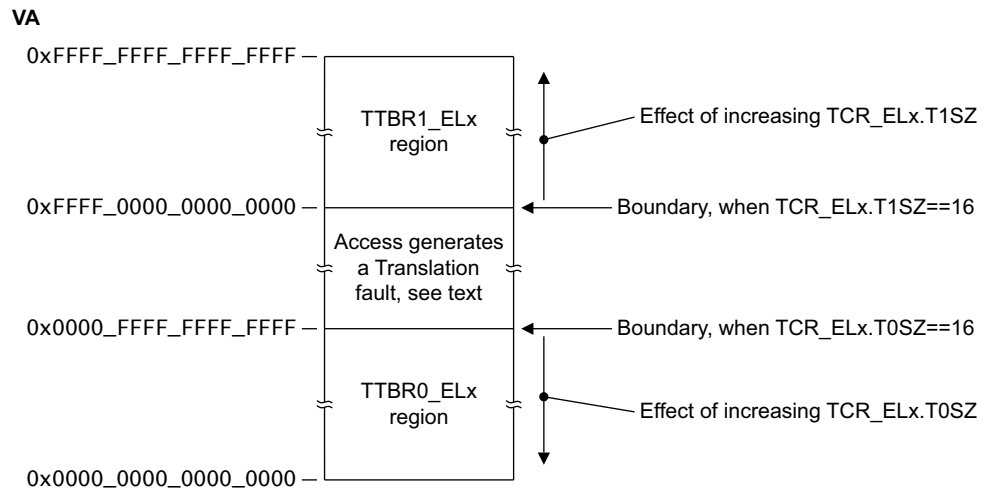 VA
0xFFFF_FFFF_FFFF_FFFF
TTBR1_ELx
region
Effect of increasing TCR_ELx.T1SZ
0xFFFF_0000_0000_0000
Boundary, when TCR_ELx.T1SZ==16
Access generates
a Translation
fault, see text
0x0000_FFFF_FFFF_FFFF
Boundary, when TCR_ELx.T0SZ==16
TTBR0_ELx
region
Effect of increasing TCR_ELx.T0SZ
0x0000_0000_0000_0000